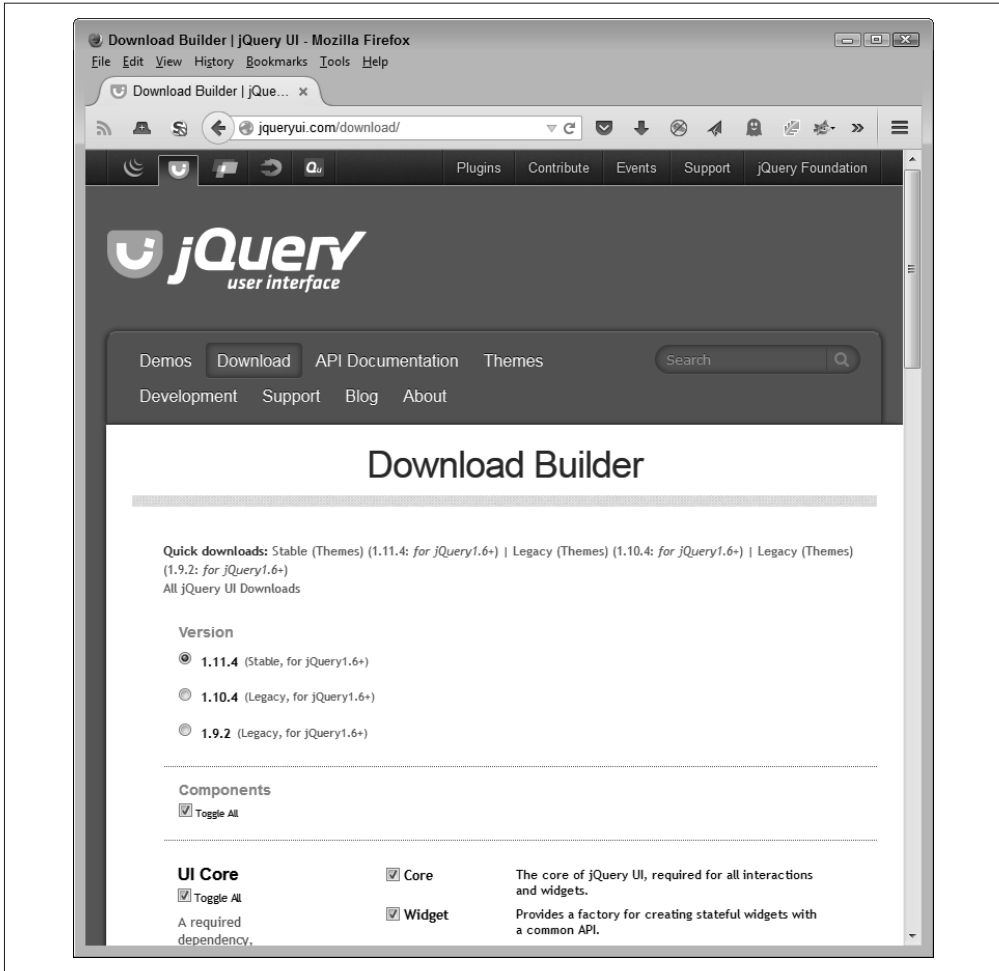 Download Builder | jQuery UI - Mozilla Firefox
File Edit View History Bookmarks Tools Help
Download Builder | jQue... ×
jqueryui.com/download/
Plugins Contribute Events Support jQuery Foundation
jQuery
user interface
Demos Download API Documentation Themes Search
Development Support Blog About
Download Builder
Quick downloads: Stable (Themes) (1.11.4: for jQuery1.6+) | Legacy (Themes) (1.10.4: for jQuery1.6+) | Legacy (Themes)
(1.9.2: for jQuery1.6+)
All jQuery UI Downloads
Version
1.11.4 (Stable, for jQuery1.6+)
1.10.4 (Legacy, for jQuery1.6+)
1.9.2 (Legacy, for jQuery1.6+)
Components
Toggle All
UI Core
Toggle All
A required
dependency,
Core
The core of jQuery UI, required for all interactions
and widgets.
Widget
Provides a factory for creating stateful widgets with
a common API.